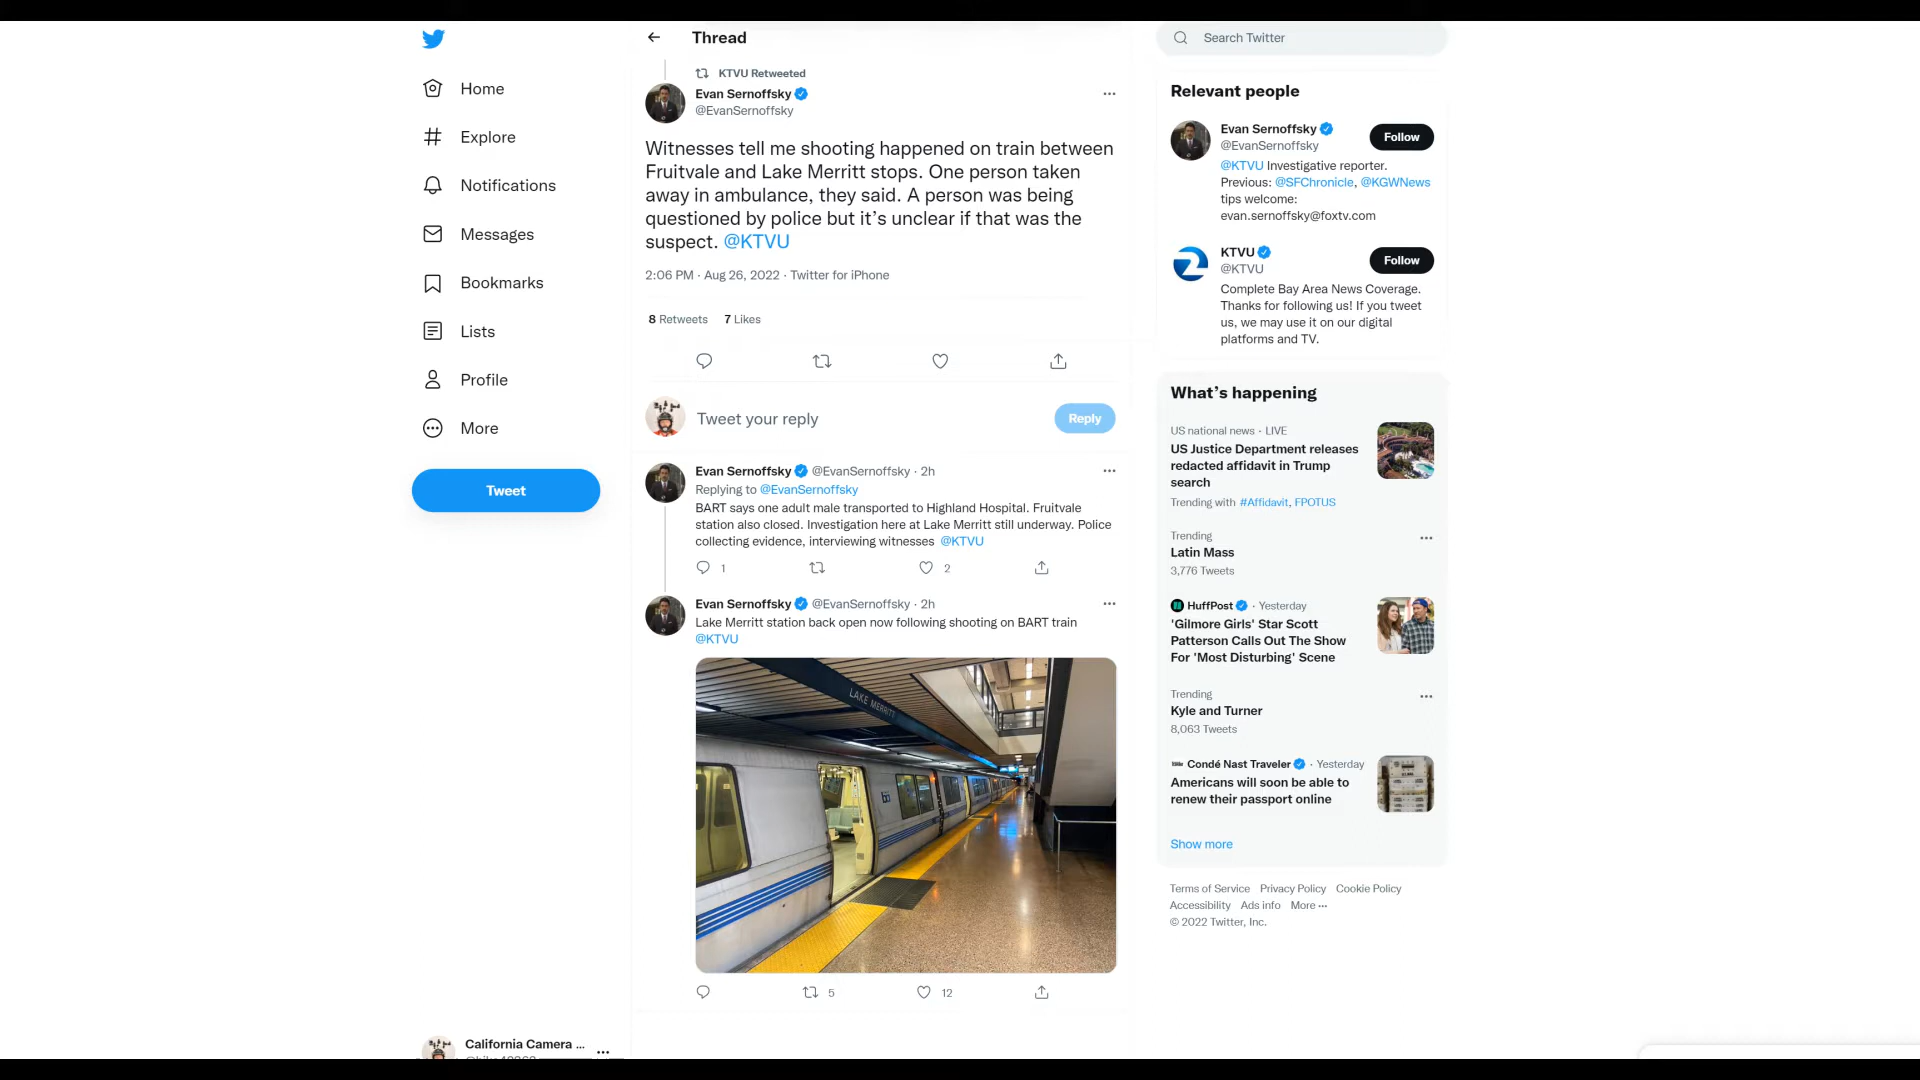 Thread
Search Twitter
Home
Explore
Notifications
Messages
Bookmarks
Lists
Profile
More
Tweet
KTVU Retweeted
Evan Sernoffsky
@EvanSernoffsky
Witnesses tell me shooting happened on train between
Fruitvale and Lake Merritt stops. One person taken
away in ambulance, they said. A person was being
questioned by police but it’s unclear if that was the
suspect. @KTVU
2:06 PM · Aug 26, 2022 · Twitter for iPhone
8 Retweets 7 Likes
Tweet your reply
Reply
Evan Sernoffsky @EvanSernoffsky · 2h
Replying to @EvanSernoffsky
BART says one adult male transported to Highland Hospital. Fruitvale
station also closed. Investigation here at Lake Merritt still underway. Police
collecting evidence, interviewing witnesses @KTVU
1 2
Evan Sernoffsky @EvanSernoffsky · 2h
Lake Merritt station back open now following shooting on BART train
@KTVU
LAKE MERRITT
5 12
Relevant people
Evan Sernoffsky
@EvanSernoffsky
Follow
@KTVU Investigative reporter.
Previous: @SFChronicle, @KGWNews
tips welcome:
evan.sernoffsky@foxtv.com
KTVU
@KTVU
Follow
Complete Bay Area News Coverage.
Thanks for following us! If you tweet
us, we may use it on our digital
platforms and TV.
What’s happening
US national news · LIVE
US Justice Department releases
redacted affidavit in Trump
search
Trending with #Affidavit, FPOTUS
Trending
Latin Mass
3,776 Tweets
HuffPost · Yesterday
'Gilmore Girls' Star Scott
Patterson Calls Out The Show
For 'Most Disturbing' Scene
Trending
Kyle and Turner
8,063 Tweets
Condé Nast Traveler · Yesterday
Americans will soon be able to
renew their passport online
Show more
Terms of Service Privacy Policy Cookie Policy
Accessibility Ads info More ···
© 2022 Twitter, Inc.
California Camera ...